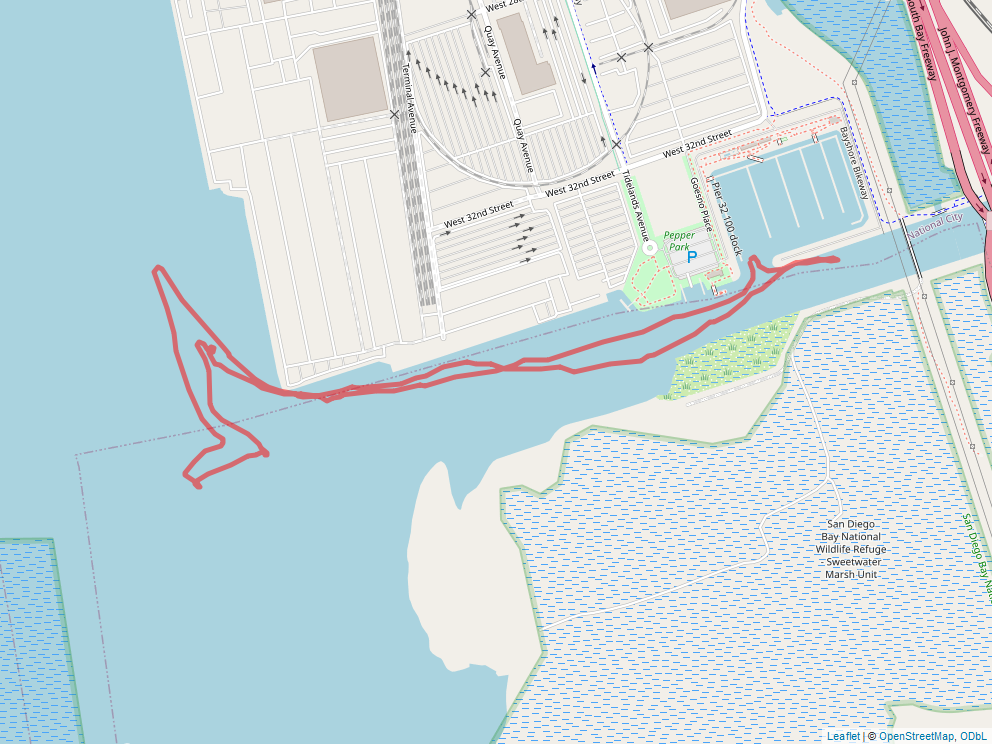 West 28
Quay Avenue
South Bay Freeway
John J. Montgomery Freeway
Terminal Avenue
Quay Avenue
West 32nd Street
Bayshore Bikeway
West 32nd Street
West 32nd Street
Tidelands Avenue
Goesno Place
Pier 32-100 dock
National City
Pepper
Park
P
San Diego
Bay National
Wildlife Refuge
- Sweetwater
Marsh Unit
San Diego Bay Nat
Leaflet | © OpenStreetMap, ODbL